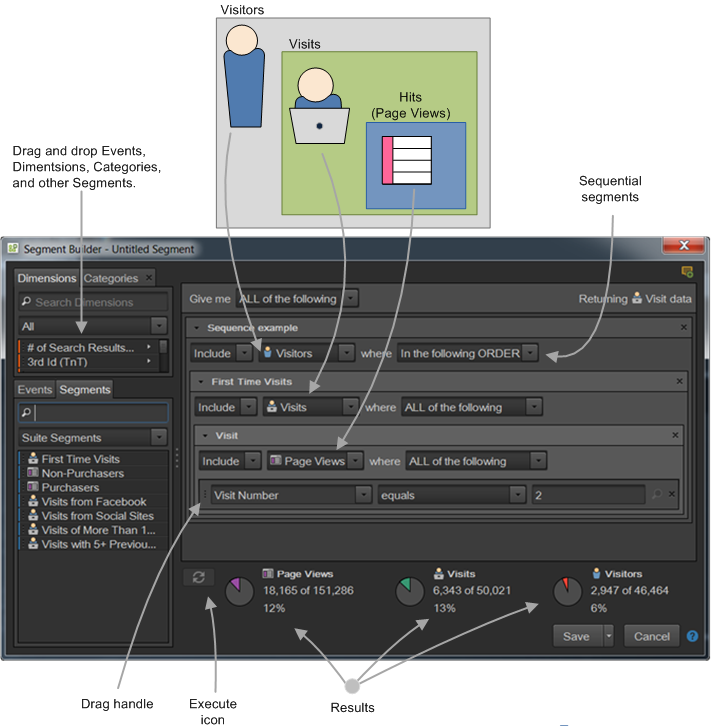 Visitors
Visits
Hits
(Page Views)
Drag and drop Events,
Dimentsions, Categories,
and other Segments.
Sequential
segments
Segment Builder - Untitled Segment
Dimensions Categories
Search Dimensions
All
# of Search Results...
3rd Id (TnT)
Events Segments
Suite Segments
First Time Visits
Non-Purchasers
Purchasers
Visits from Facebook
Visits from Social Sites
Visits of More Than 1...
Visits with 5+ Previou...
Give me ALL of the following Returning Visit data
Sequence example
Include Visitors where In the following ORDER
First Time Visits
Include Visits where ALL of the following
Visit
Include Page Views where ALL of the following
Visit Number equals 2
Page Views
18,165 of 151,286
12%
Visits
6,343 of 50,021
13%
Visitors
2,947 of 46,464
6%
Save Cancel
Drag handle
Execute
icon
Results